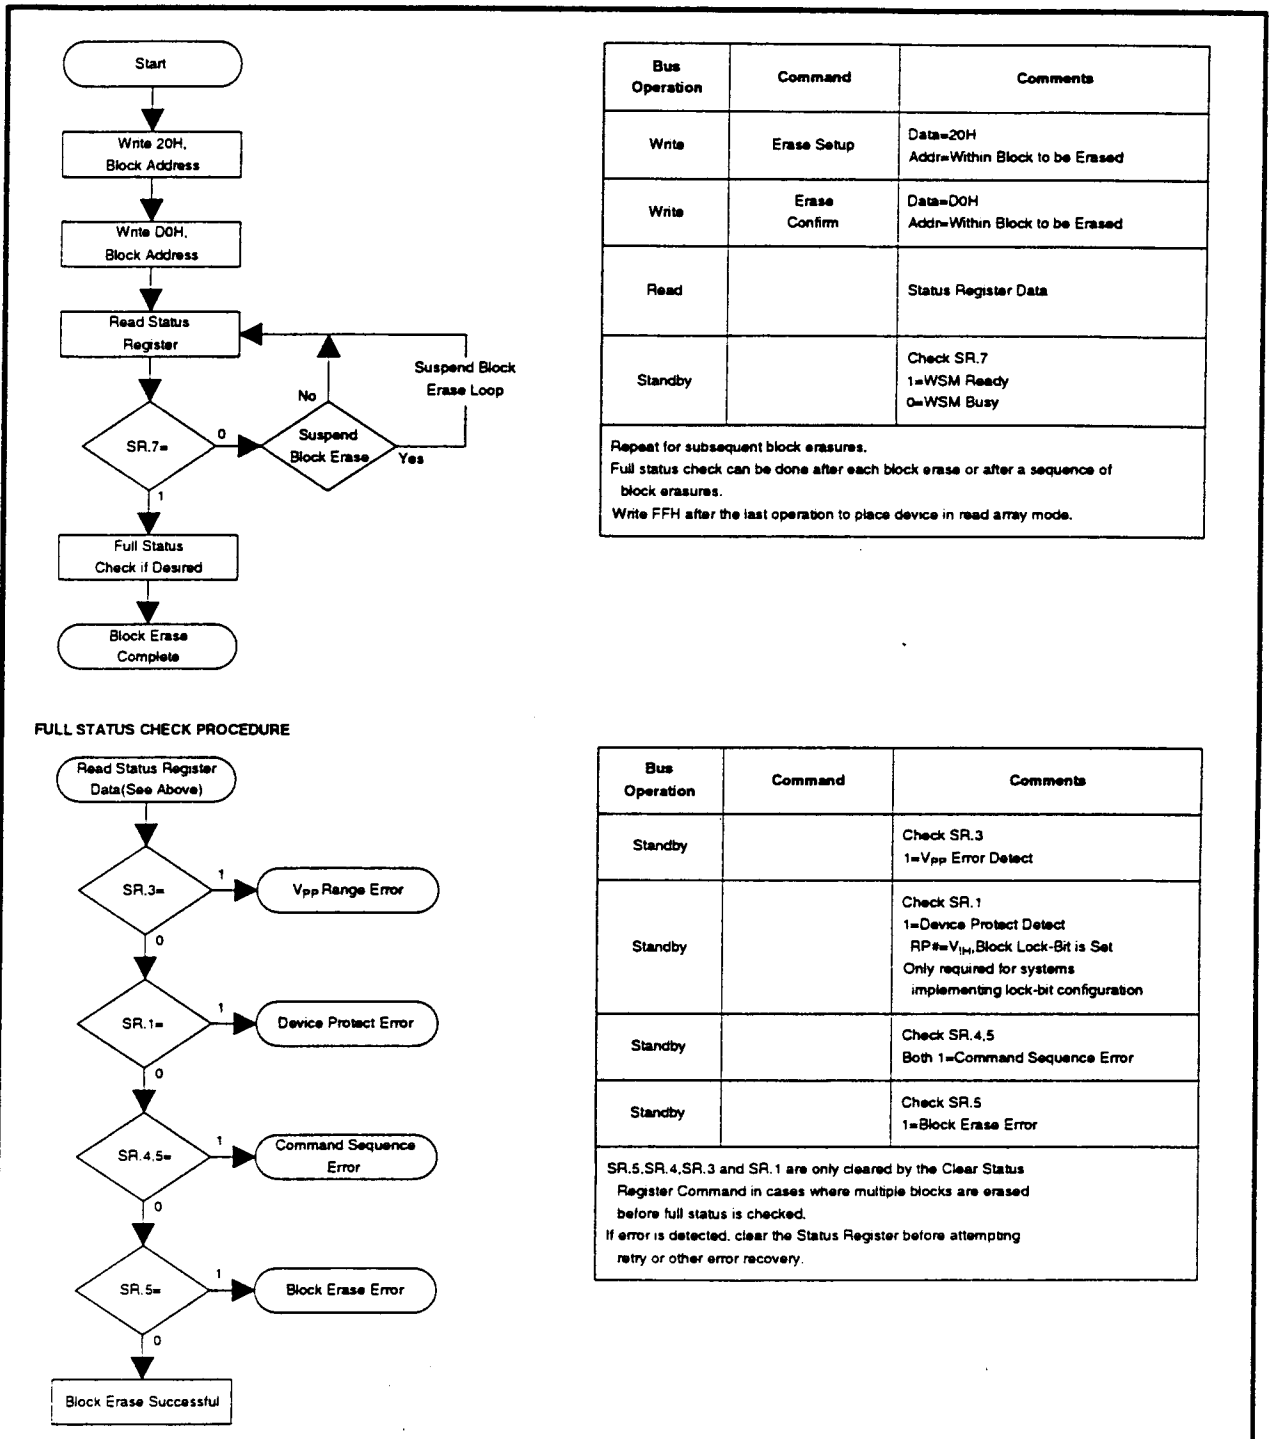 Start
Write 20H,
Block Address
Write D0H,
Block Address
Read Status
Register
Suspend Block
Erase Loop
No
SR.7=
0
Suspend
Block Erase
Yes
1
Full Status
Check if Desired
Block Erase
Complete
Bus
Operation
Command
Comments
Write
Erase Setup
Data=20H
Addr=Within Block to be Erased
Write
Erase
Confirm
Data=D0H
Addr=Within Block to be Erased
Read
Status Register Data
Standby
Check SR.7
1=WSM Ready
0=WSM Busy
Repeat for subsequent block erasures.
Full status check can be done after each block erase or after a sequence of
block erasures.
Write FFH after the last operation to place device in read array mode.
FULL STATUS CHECK PROCEDURE
Read Status Register
Data(See Above)
SR.3=
1
VPP Range Error
0
SR.1=
1
Device Protect Error
0
SR.4,5=
1
Command Sequence
Error
0
SR.5=
1
Block Erase Error
0
Block Erase Successful
Bus
Operation
Command
Comments
Standby
Check SR.3
1=VPP Error Detect
Standby
Check SR.1
1=Device Protect Detect
RP#=VIH,Block Lock-Bit is Set
Only required for systems
implementing lock-bit configuration
Standby
Check SR.4,5
Both 1=Command Sequence Error
Standby
Check SR.5
1=Block Erase Error
SR.5,SR.4,SR.3 and SR.1 are only cleared by the Clear Status
Register Command in cases where multiple blocks are erased
before full status is checked.
If error is detected, clear the Status Register before attempting
retry or other error recovery.